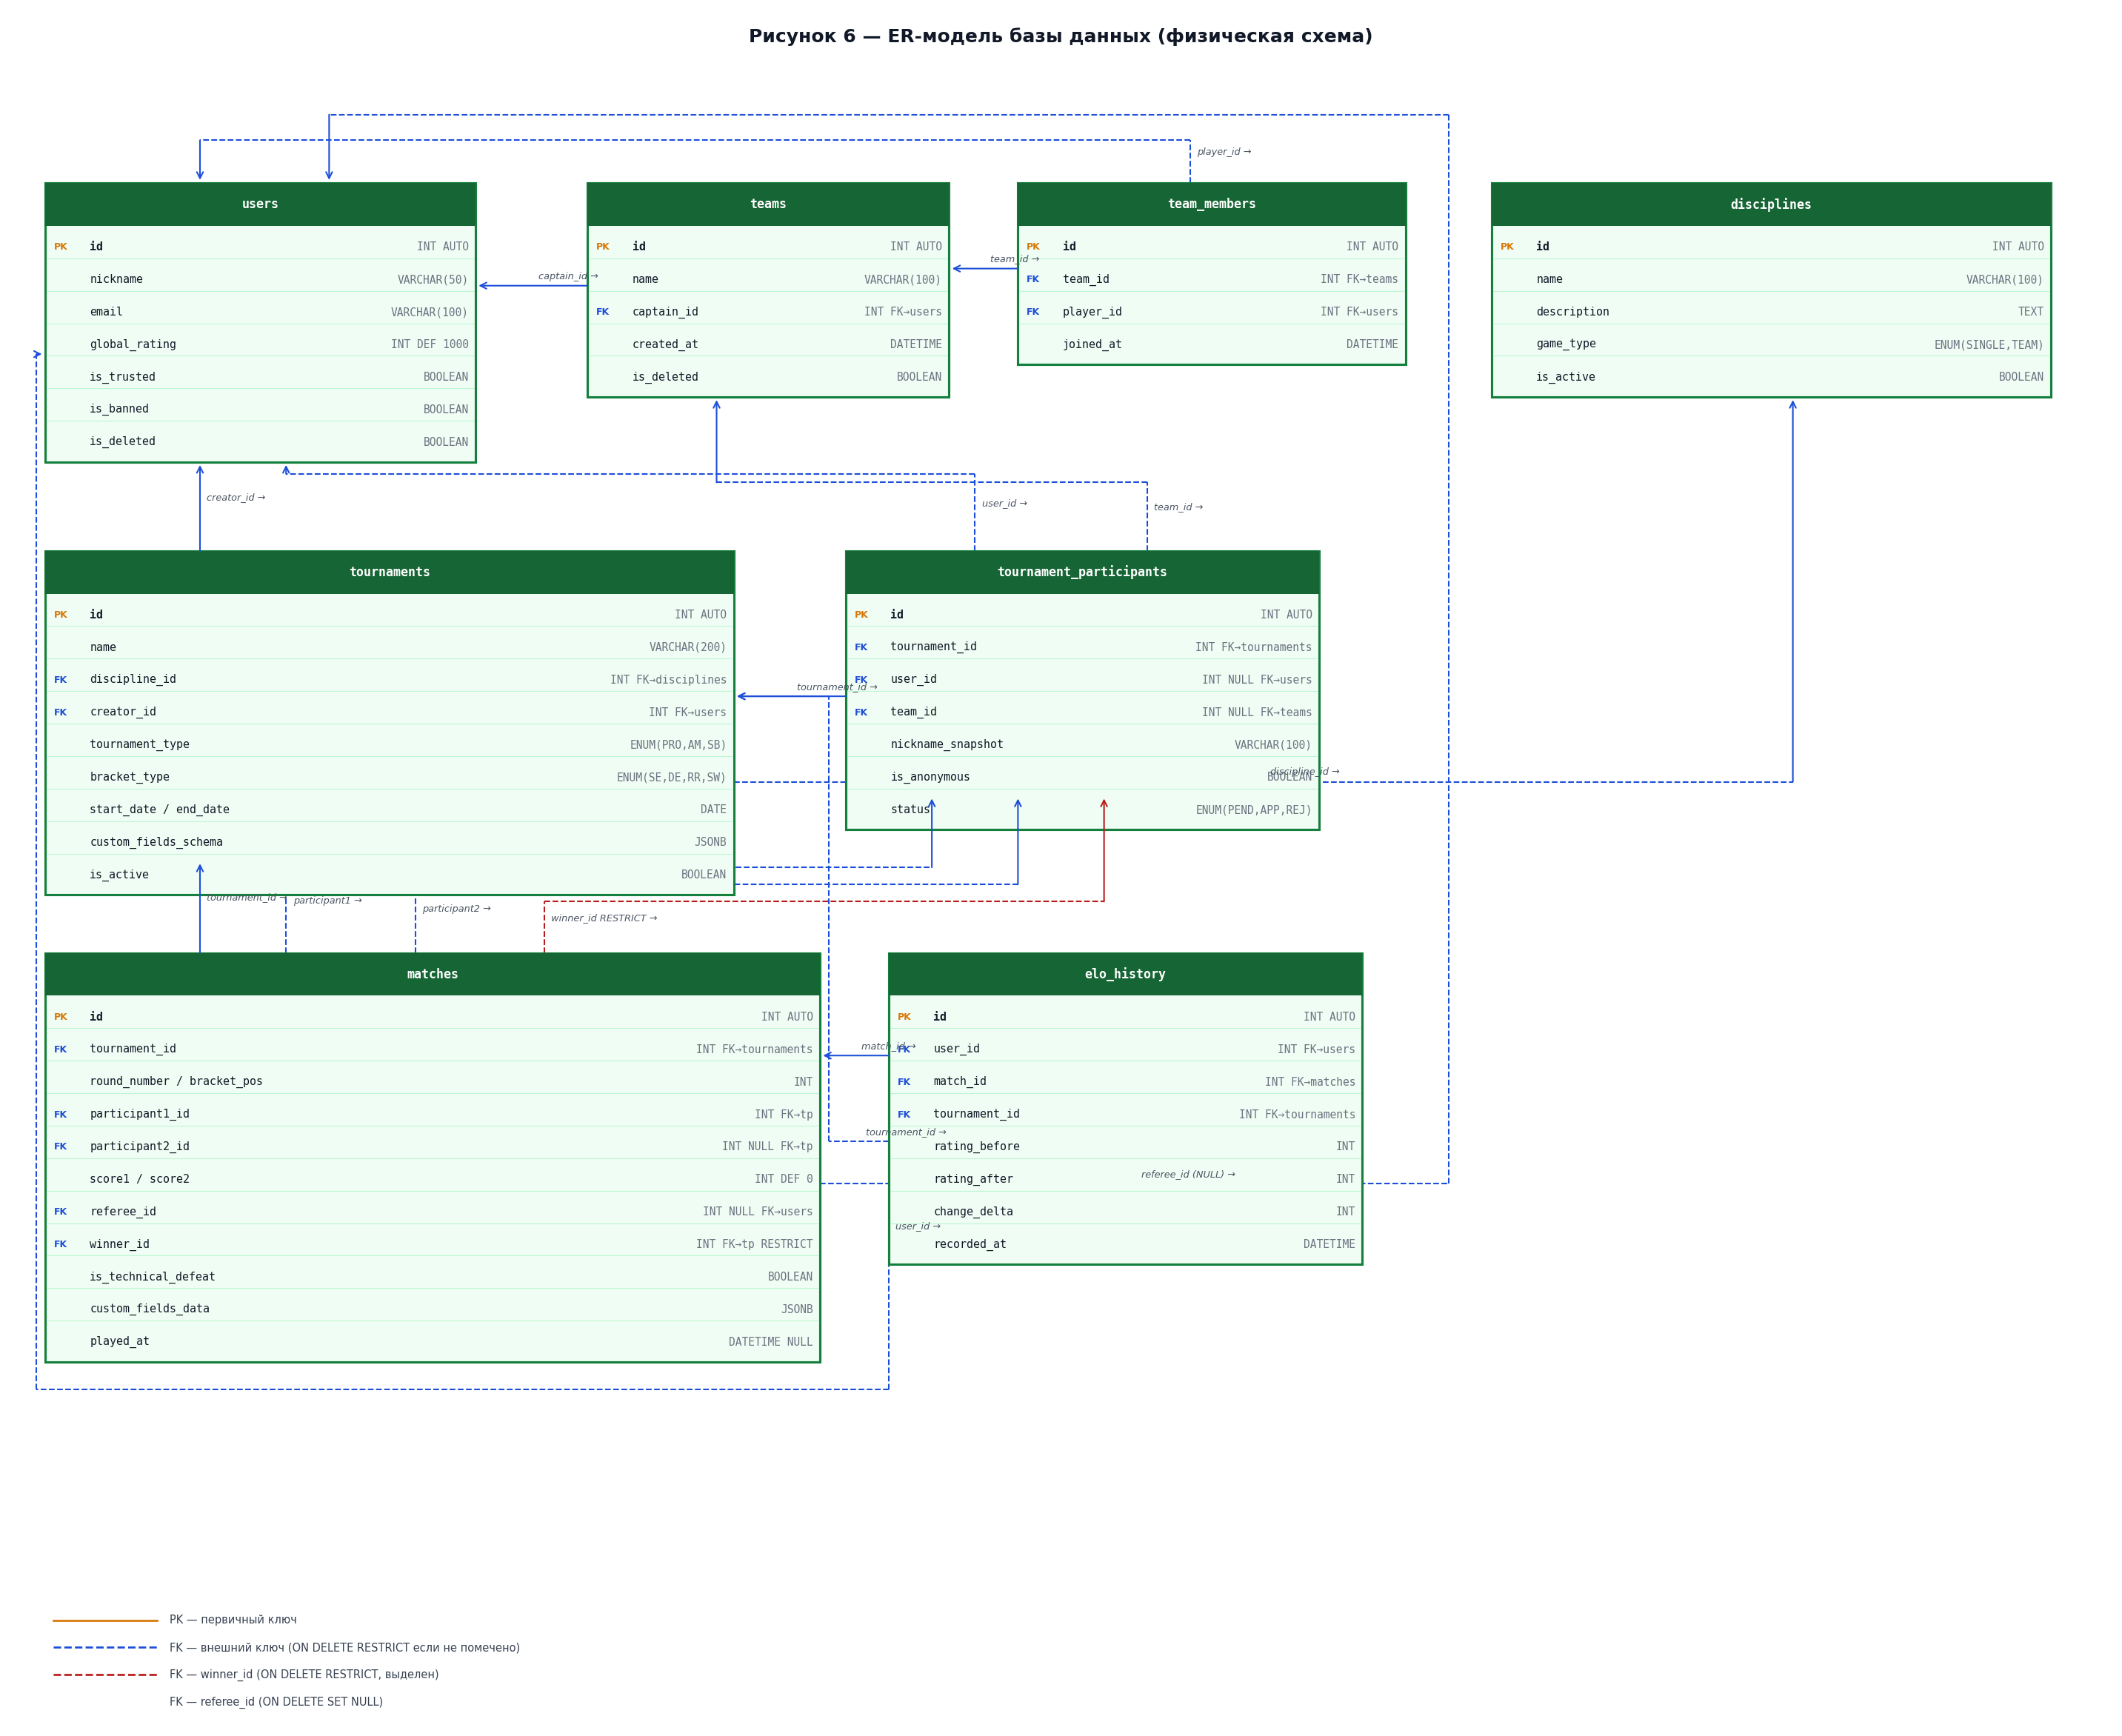 Рисунок 6 — ER-модель базы данных (физическая схема)
player_id →
users
PK id INT AUTO
nickname VARCHAR(50)
email VARCHAR(100)
global_rating INT DEF 1000
is_trusted BOOLEAN
is_banned BOOLEAN
is_deleted BOOLEAN
captain_id →
teams
PK id INT AUTO
name VARCHAR(100)
FK captain_id INT FK→users
created_at DATETIME
is_deleted BOOLEAN
team_id →
team_members
PK id INT AUTO
FK team_id INT FK→teams
FK player_id INT FK→users
joined_at DATETIME
disciplines
PK id INT AUTO
name VARCHAR(100)
description TEXT
game_type ENUM(SINGLE,TEAM)
is_active BOOLEAN
creator_id →
user_id →
team_id →
tournaments
PK id INT AUTO
name VARCHAR(200)
FK discipline_id INT FK→disciplines
FK creator_id INT FK→users
tournament_type ENUM(PRO,AM,SB)
bracket_type ENUM(SE,DE,RR,SW)
start_date / end_date DATE
custom_fields_schema JSONB
is_active BOOLEAN
tournament_id →
tournament_participants
PK id INT AUTO
FK tournament_id INT FK→tournaments
FK user_id INT NULL FK→users
FK team_id INT NULL FK→teams
nickname_snapshot VARCHAR(100)
is_anonymous BOOLEAN
status ENUM(PEND,APP,REJ)
discipline_id →
tournament_id →
participant1 →
participant2 →
winner_id RESTRICT →
matches
PK id INT AUTO
FK tournament_id INT FK→tournaments
round_number / bracket_pos INT
FK participant1_id INT FK→tp
FK participant2_id INT NULL FK→tp
score1 / score2 INT DEF 0
FK referee_id INT NULL FK→users
FK winner_id INT FK→tp RESTRICT
is_technical_defeat BOOLEAN
custom_fields_data JSONB
played_at DATETIME NULL
match_id →
tournament_id →
referee_id (NULL) →
user_id →
elo_history
PK id INT AUTO
FK user_id INT FK→users
FK match_id INT FK→matches
FK tournament_id INT FK→tournaments
rating_before INT
rating_after INT
change_delta INT
recorded_at DATETIME
PK — первичный ключ
FK — внешний ключ (ON DELETE RESTRICT если не помечено)
FK — winner_id (ON DELETE RESTRICT, выделен)
FK — referee_id (ON DELETE SET NULL)